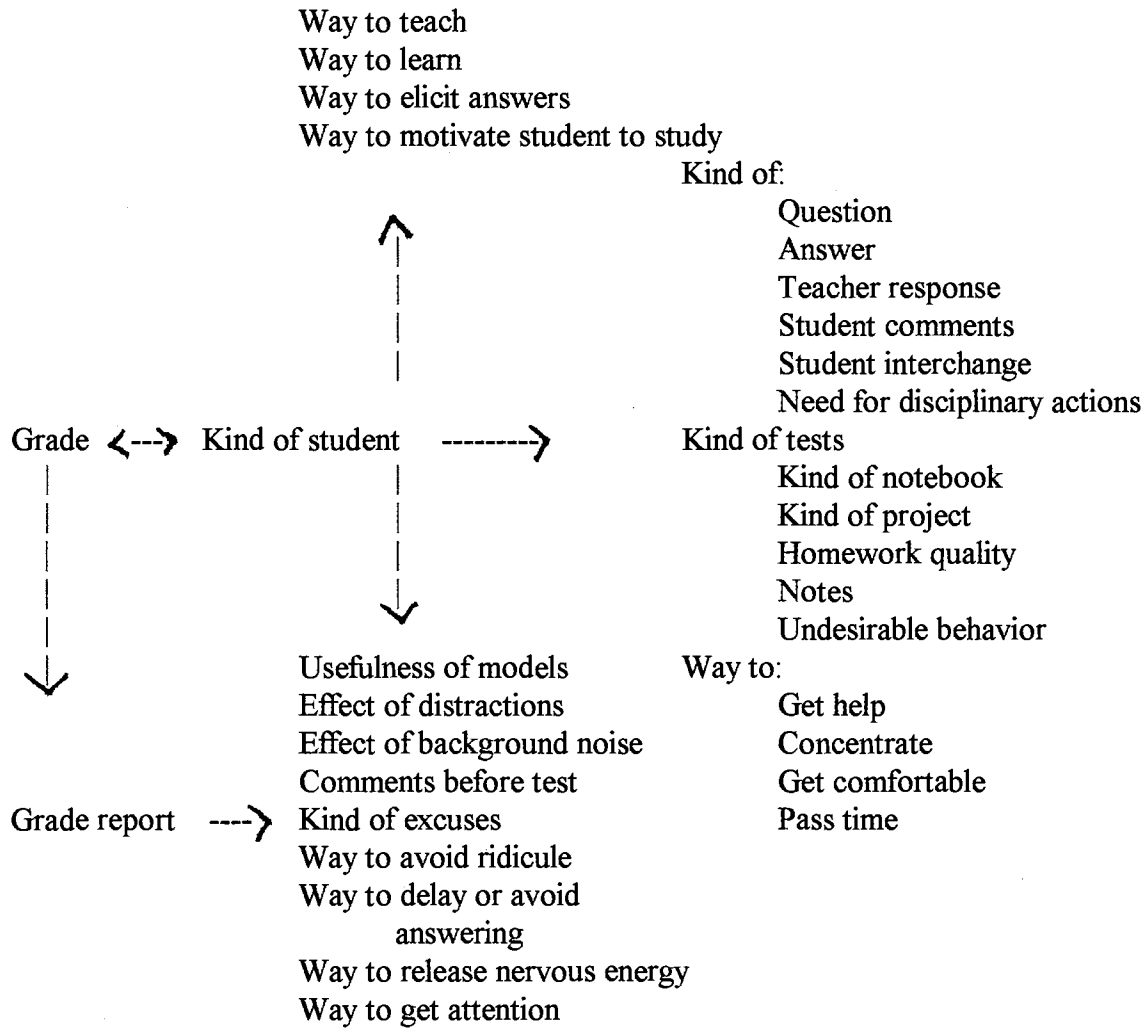 Way to teach
Way to learn
Way to elicit answers
Way to motivate student to study
Kind of:
Question
Answer
Teacher response
Student comments
Student interchange
Need for disciplinary actions
Grade <---> Kind of student ---------->
Kind of tests
Kind of notebook
Kind of project
Homework quality
Notes
Undesirable behavior
Usefulness of models
Effect of distractions
Effect of background noise
Comments before test
Grade report ----> Kind of excuses
Way to avoid ridicule
Way to delay or avoid
answering
Way to release nervous energy
Way to get attention
Way to:
Get help
Concentrate
Get comfortable
Pass time